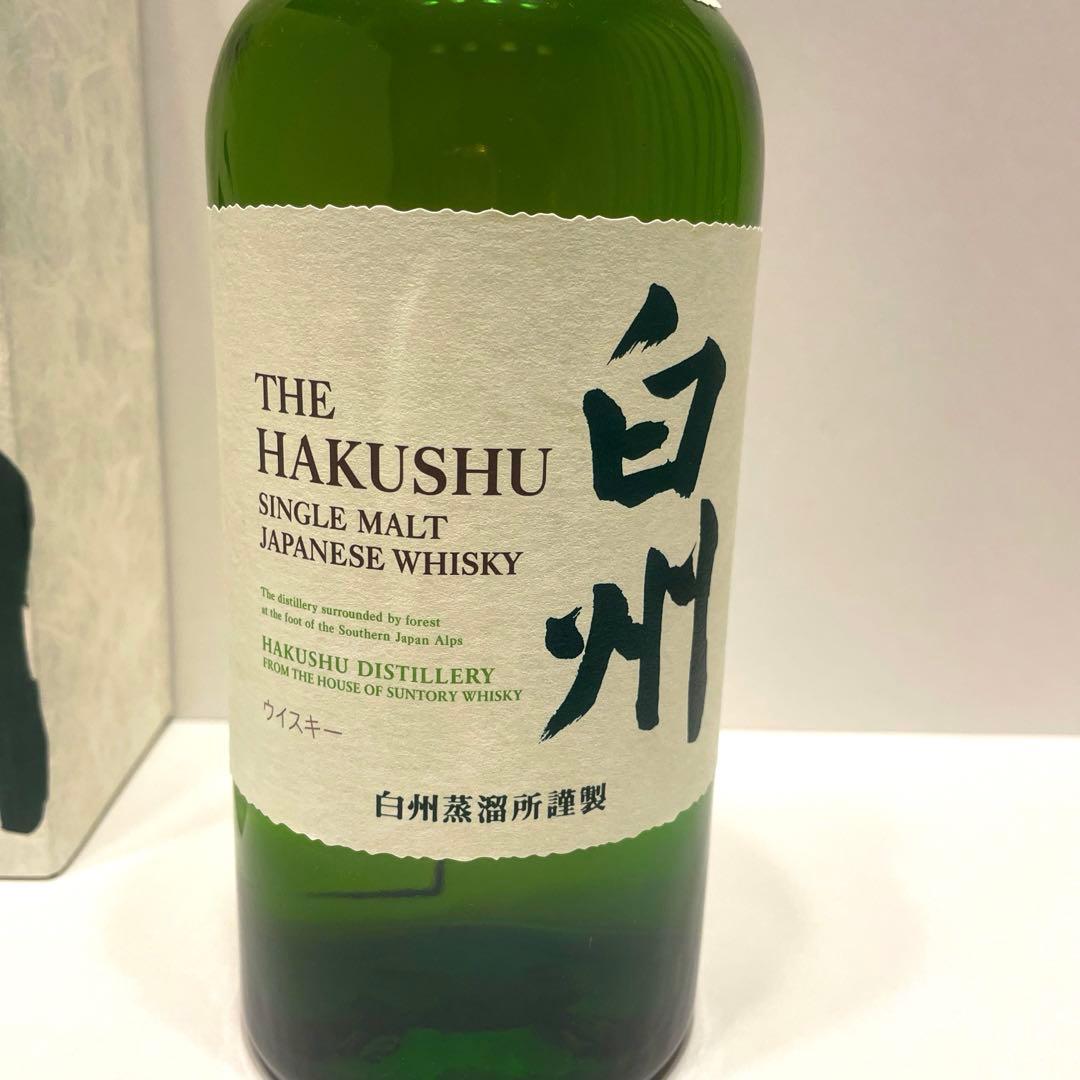 THE
HAKUSHU
SINGLE MALT
JAPANESE WHISKY
The distillery surrounded by forest
at the foot of the Southern Japan Alps
HAKUSHU DISTILLERY
FROM THE HOUSE OF SUNTORY WHISKY
ウイスキー
白州
白州蒸溜所謹製